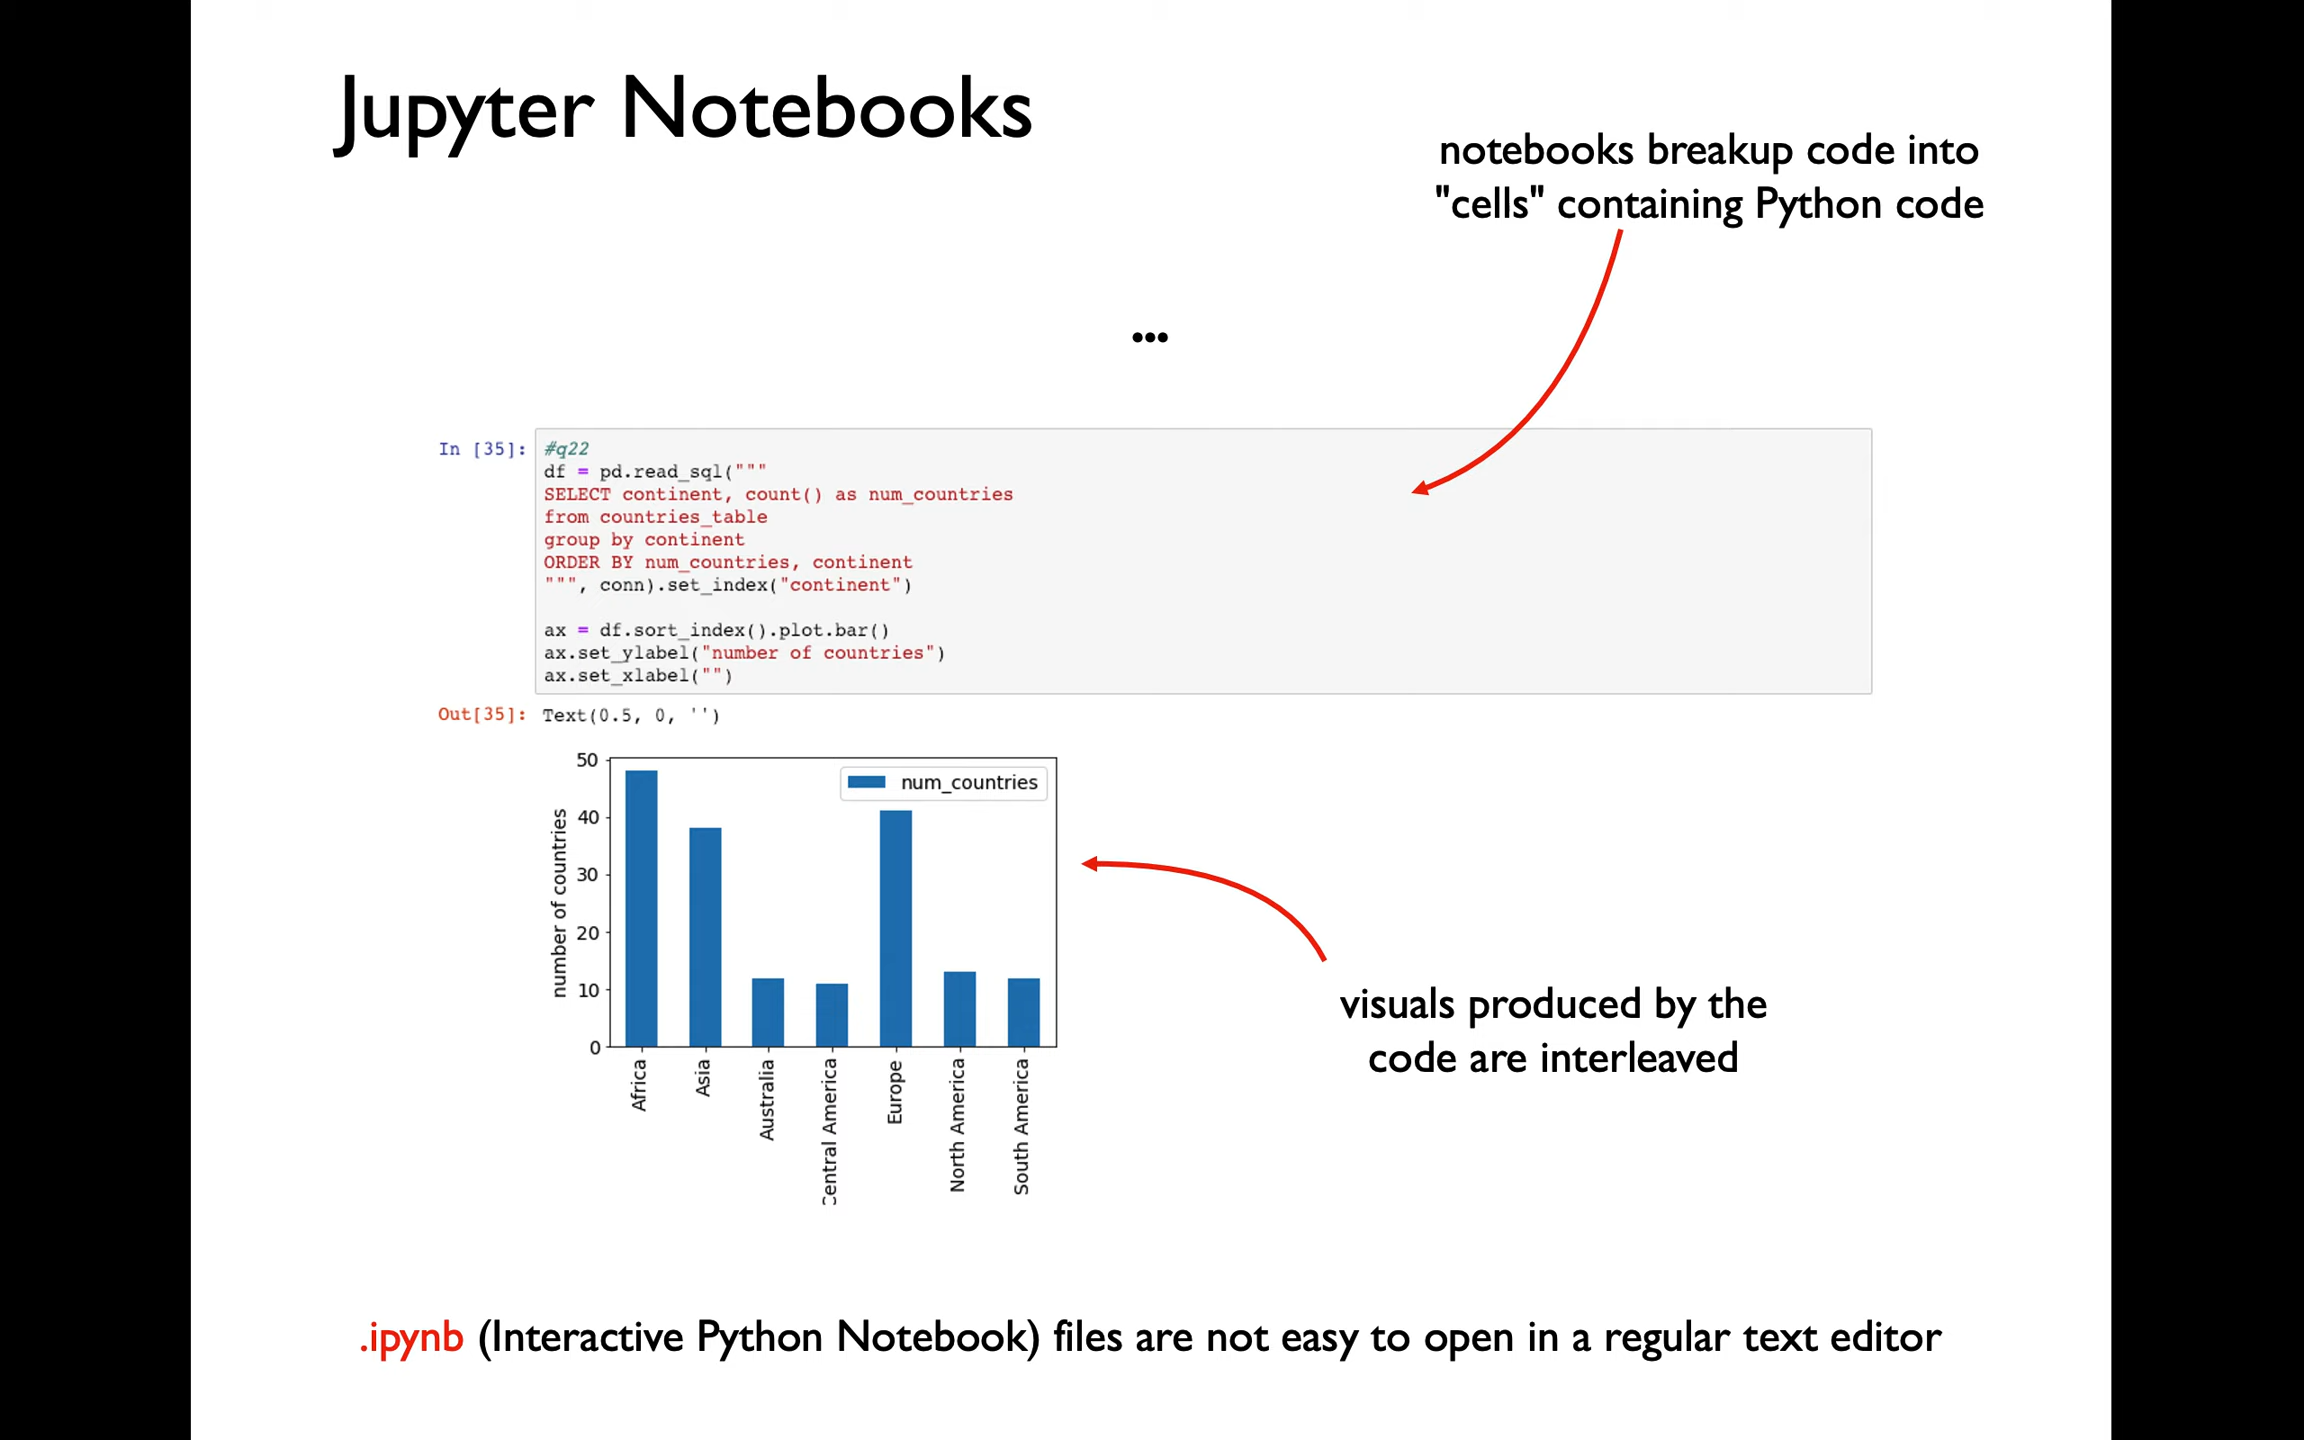 Jupyter Notebooks
notebooks breakup code into
"cells" containing Python code
...
In [35]:
#q22
df = pd.read_sql("""
SELECT continent, count() as num_countries
from countries_table
group by continent
ORDER BY num_countries, continent
""", conn).set_index("continent")
ax = df.sort_index().plot.bar()
ax.set_ylabel("number of countries")
ax.set_xlabel("")
Out[35]: Text(0.5, 0, '')
50
40
30
20
10
0
number of countries
num_countries
Africa
Asia
Australia
Central America
Europe
North America
South America
visuals produced by the
code are interleaved
.ipynb (Interactive Python Notebook) files are not easy to open in a regular text editor